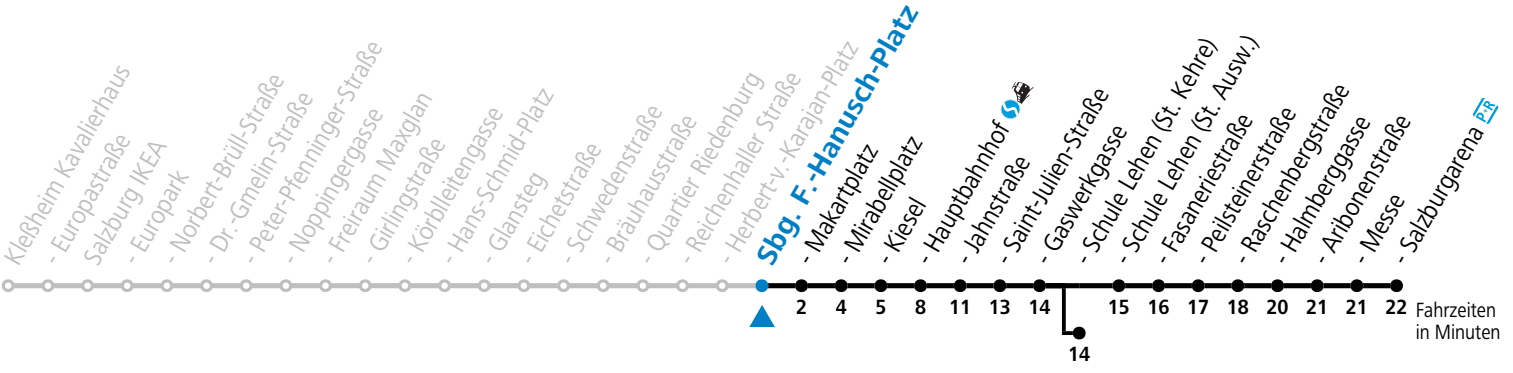 Kleßheim Kavalierhaus
- Europastraße
Salzburg IKEA
- Europark
- Norbert-Brüll-Straße
- Dr.-Gmelin-Straße
- Peter-Pfenninger-Straße
- Noppingergasse
- Freiraum Maxglan
- Girlingstraße
- Körblleitengasse
- Hans-Schmid-Platz
- Glansteg
- Eichetstraße
- Schwedenstraße
- Bräuhausstraße
- Quartier Riedenburg
- Reichenhaller Straße
- Herbert-v.-Karajan-Platz
Sbg. F.-Hanusch-Platz
- Makartplatz
- Mirabellplatz
- Kiesel
- Hauptbahnhof
- Jahnstraße
- Saint-Julien-Straße
- Gaswerkgasse
- Schule Lehen (St. Kehre)
- Schule Lehen (St. Ausw.)
- Fasaneriestraße
- Peilsteinerstraße
- Raschenbergstraße
- Halmberggasse
- Aribonenstraße
- Messe
- Salzburgarena P+R
2 4 5 8 11 13 14 15 16 17 18 20 21 21 22 Fahrzeiten
in Minuten
14